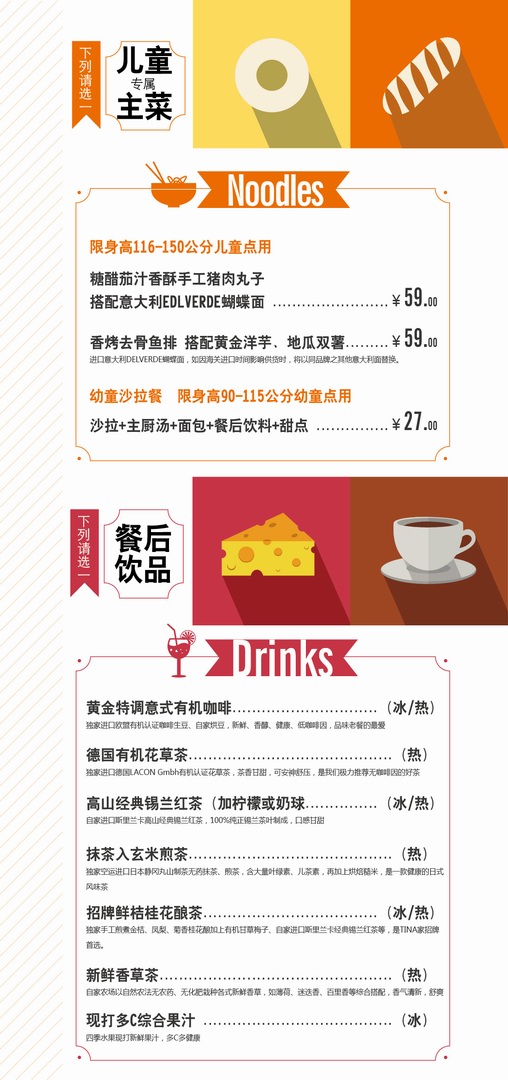 下列请选一
儿童
专属
主菜
Noodles
限身高116-150公分儿童点用
糖醋茄汁香酥手工猪肉丸子
搭配意大利EDLVERDE蝴蝶面 ........................¥59.00
香烤去骨鱼排 搭配黄金洋芋、地瓜双薯.........¥59.00
进口意大利DELVERDE蝴蝶面，如因海关进口时间影响供货时，将以同品牌之其他意大利面替换。
幼童沙拉餐 限身高90-115公分幼童点用
沙拉+主厨汤+面包+餐后饮料+甜点 ...............¥27.00
下列请选一
餐后
饮品
Drinks
黄金特调意式有机咖啡........................（冰/热）
独家进口欧盟有机认证咖啡生豆、自家烘豆，新鲜、香醇、健康、低咖啡因，品味老餐的最爱
德国有机花草茶...............................（热）
独家进口德国LACON Gmbh有机认证花草茶，茶香甘甜，可安神舒压，是我们极力推荐无咖啡因的好茶
高山经典锡兰红茶（加柠檬或奶球............（冰/热）
自家进口斯里兰卡高山经典锡兰红茶，100%纯正锡兰茶叶制成，口感甘甜
抹茶入玄米煎茶...............................（热）
独家空运进口日本静冈丸山制茶无药抹茶、煎茶，含大量叶绿素、儿茶素，再加上烘焙糙米，是一款健康的日式
风味茶
招牌鲜桔桂花酿茶............................（冰/热）
独家手工煎煮金桔、凤梨、菊香桂花酿加上有机甘草梅子、自家进口斯里兰卡经典锡兰红茶等，是TINA家招牌
首选。
新鲜香草茶...................................（热）
自家农场以自然农法无农药、无化肥栽种各式新鲜香草，如薄荷、迷迭香、百里香等综合搭配，香气清新，舒爽
现打多C综合果汁 .............................（冰）
四季水果现打新鲜果汁，多C多健康